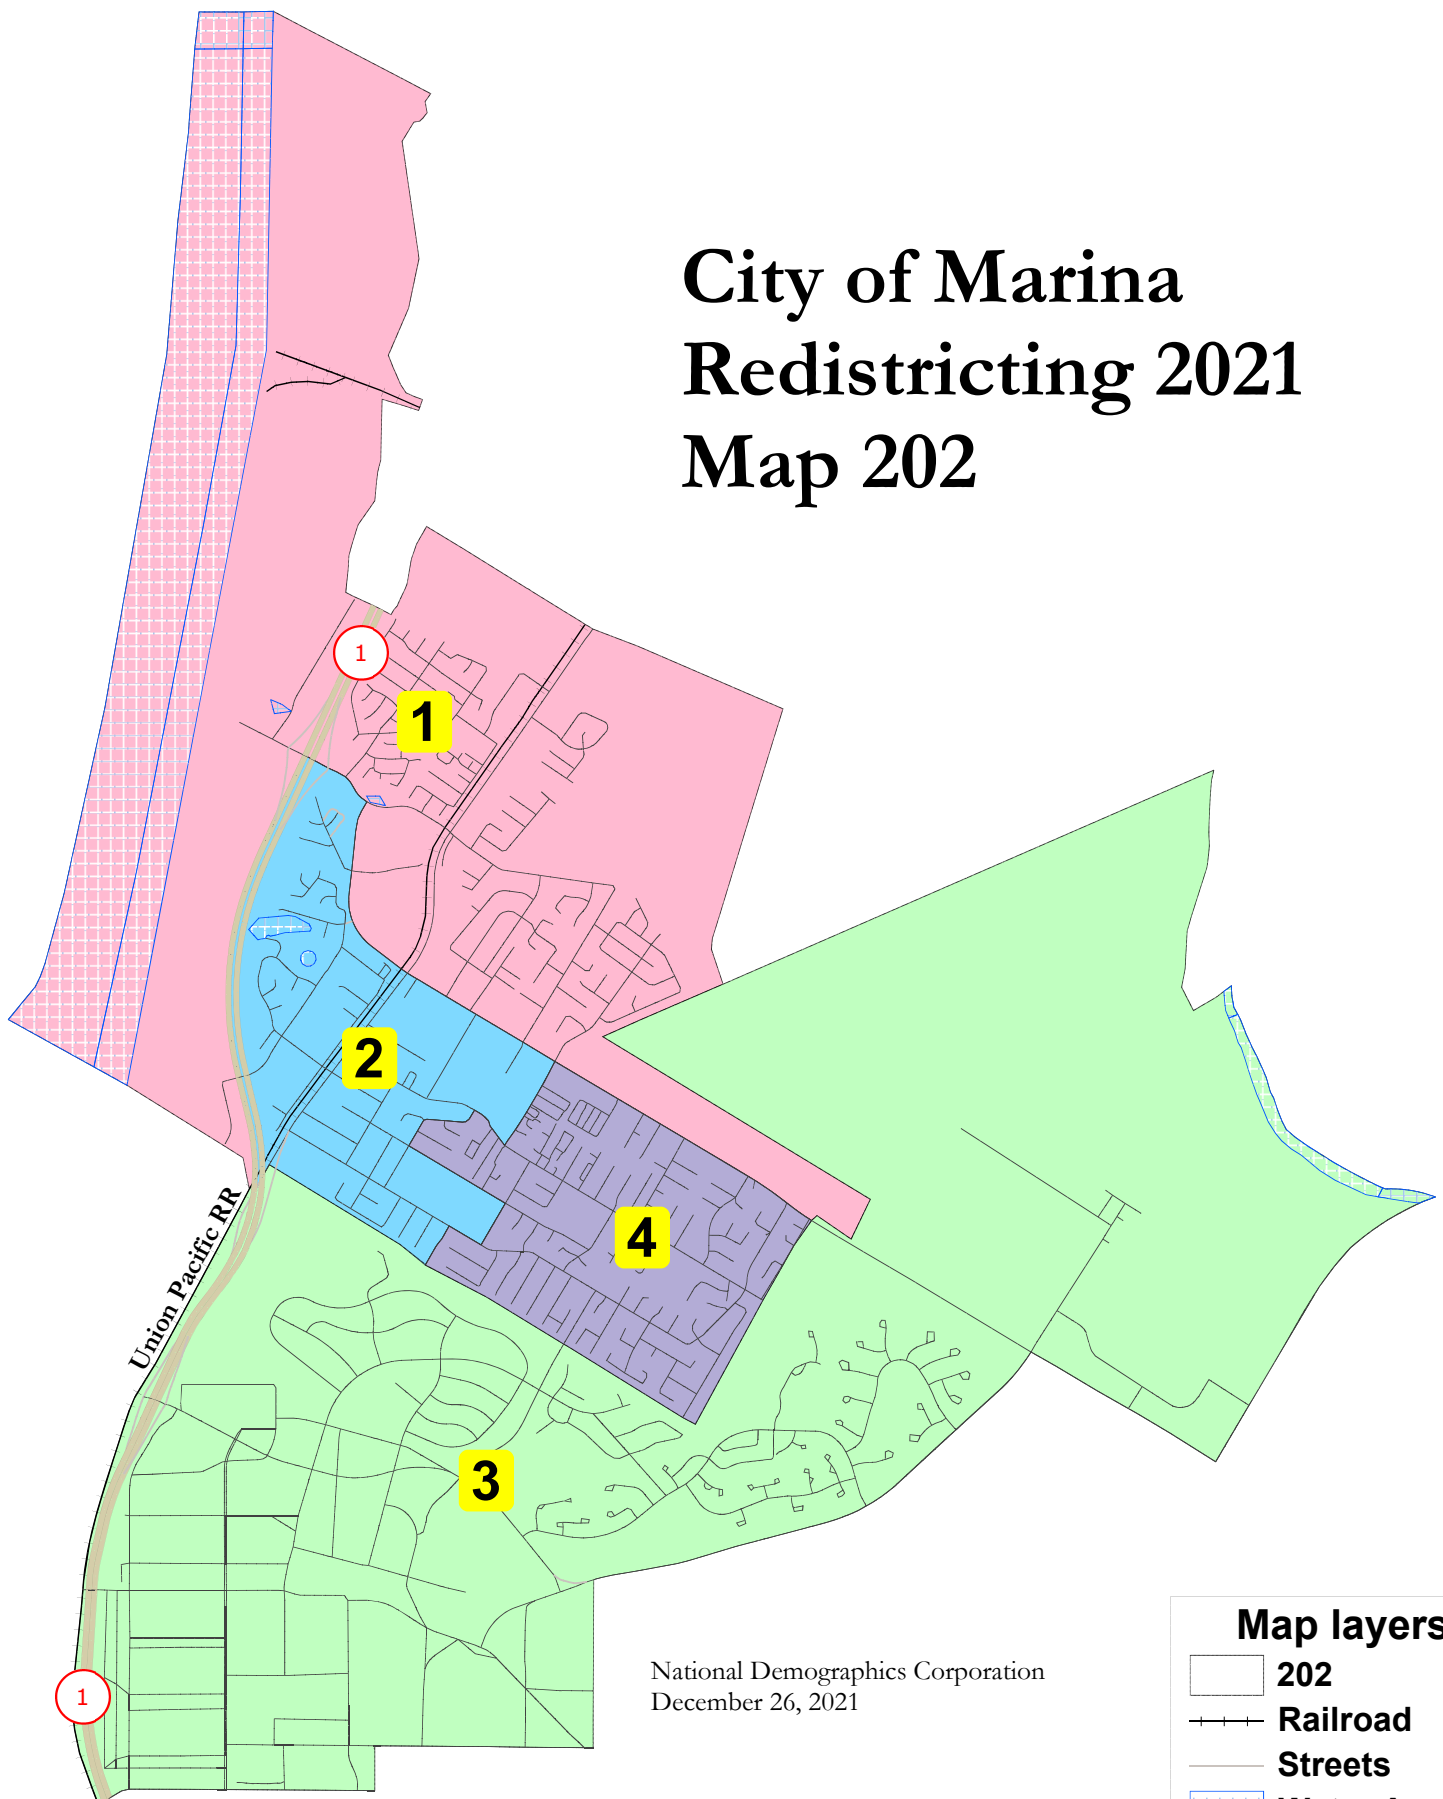 City of Marina
Redistricting 2021
Map 202
1
1
2
4
Union Pacific RR
3
1
National Demographics Corporation
December 26, 2021
Map layers
202
Railroad
Streets